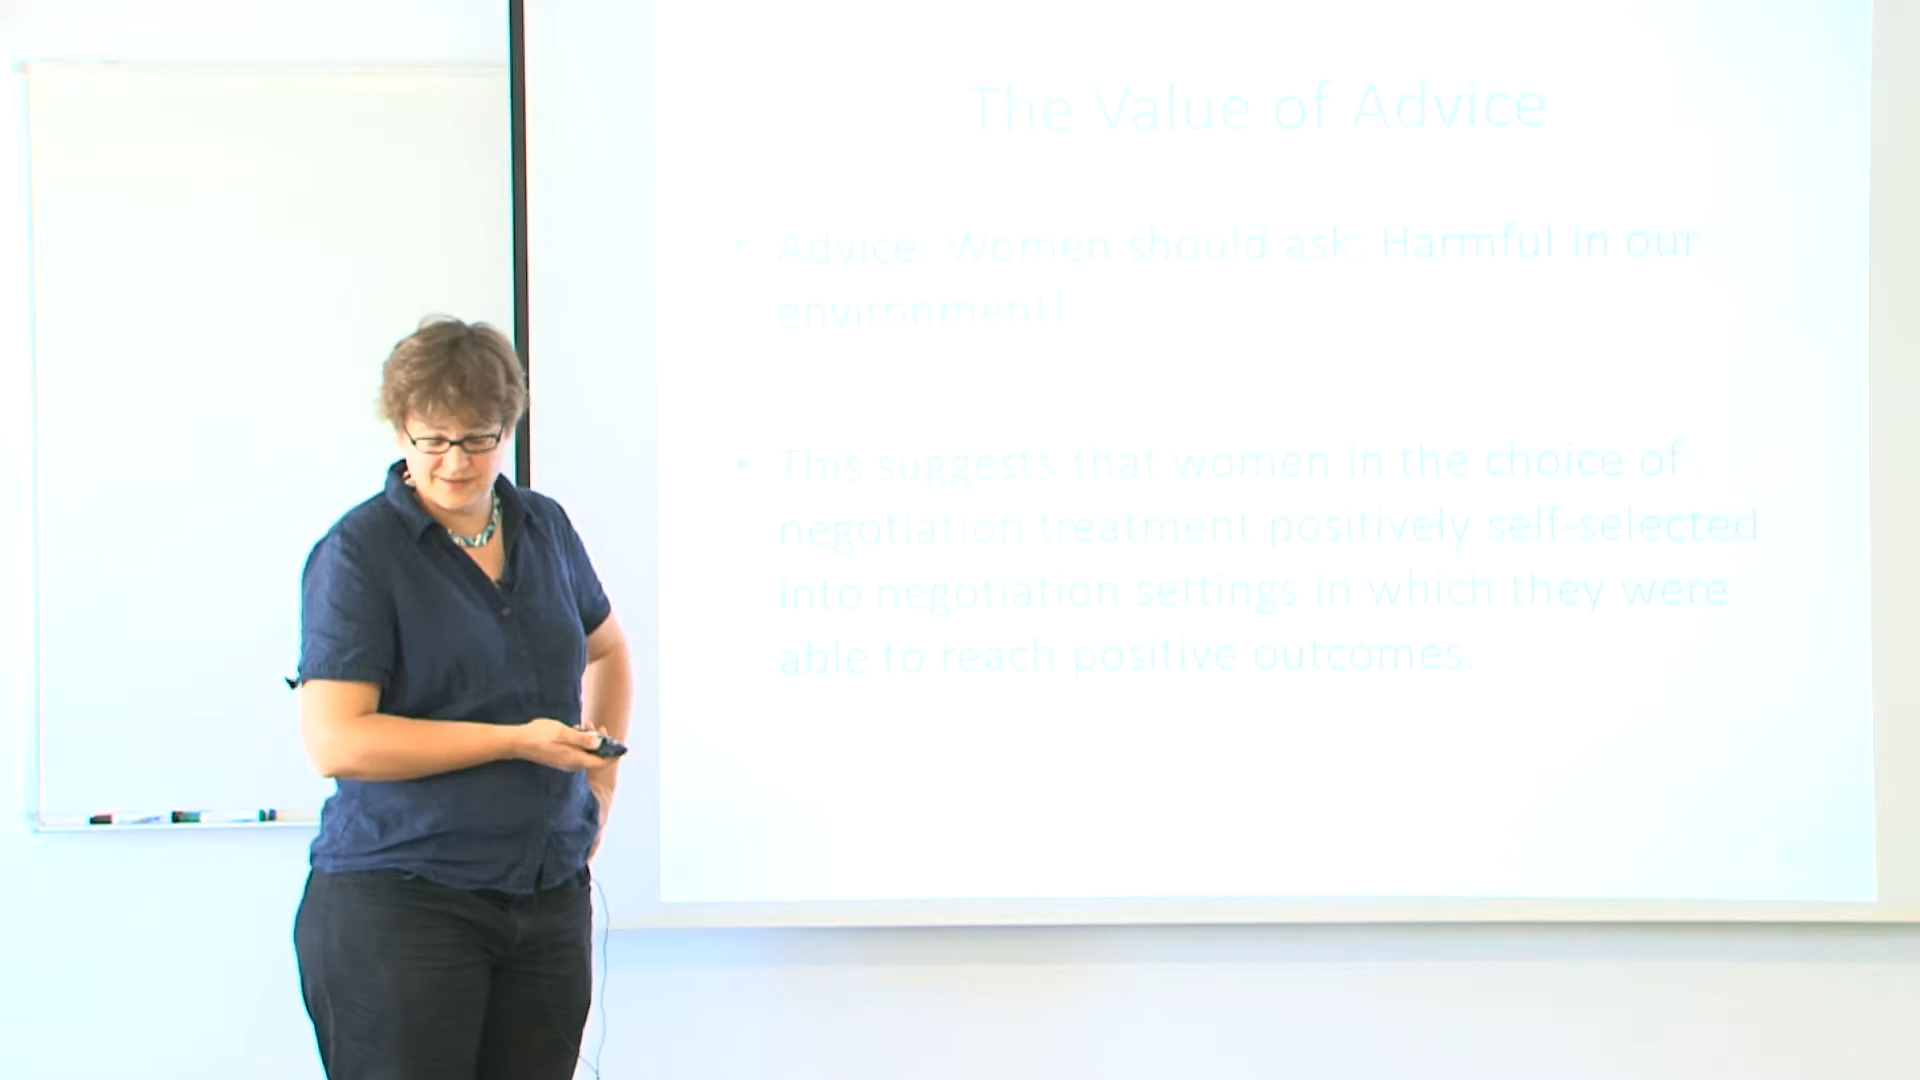 The Value of Advice
• Advice: Women should ask: Harmful in our
environment!
• This suggests that women in the choice of
negotiation treatment positively self-selected
into negotiation settings in which they were
able to reach positive outcomes.